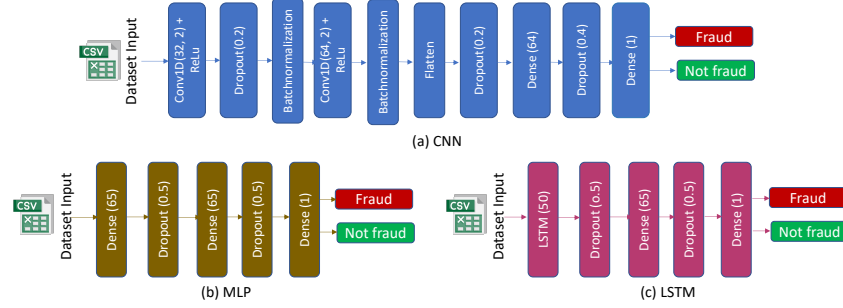 CSV
Dataset Input
Conv1D(32, 2) +
ReLu
Dropout(0.2)
Batchnormalization
Conv1D(64, 2) +
ReLu
Batchnormalization
Flatten
Dropout(0.2)
Dense (64)
Dropout (0.4)
Dense (1)
Fraud
Not fraud
(a) CNN
CSV
Dataset Input
Dense (65)
Dropout (0.5)
Dense (65)
Dropout (0.5)
Dense (1)
Fraud
Not fraud
(b) MLP
CSV
Dataset Input
LSTM (50)
Dropout (0.5)
Dense (65)
Dropout (0.5)
Dense (1)
Fraud
Not fraud
(c) LSTM